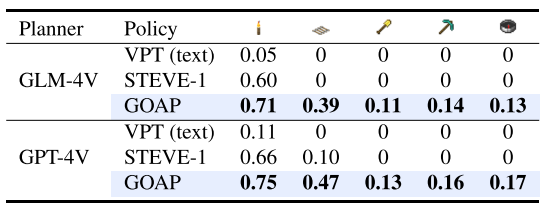 Planner Policy
VPT (text) 0.05 0 0 0 0
GLM-4V STEVE-1 0.60 0 0 0 0
GOAP 0.71 0.39 0.11 0.14 0.13
VPT (text) 0.11 0 0 0 0
GPT-4V STEVE-1 0.66 0.10 0 0 0
GOAP 0.75 0.47 0.13 0.16 0.17